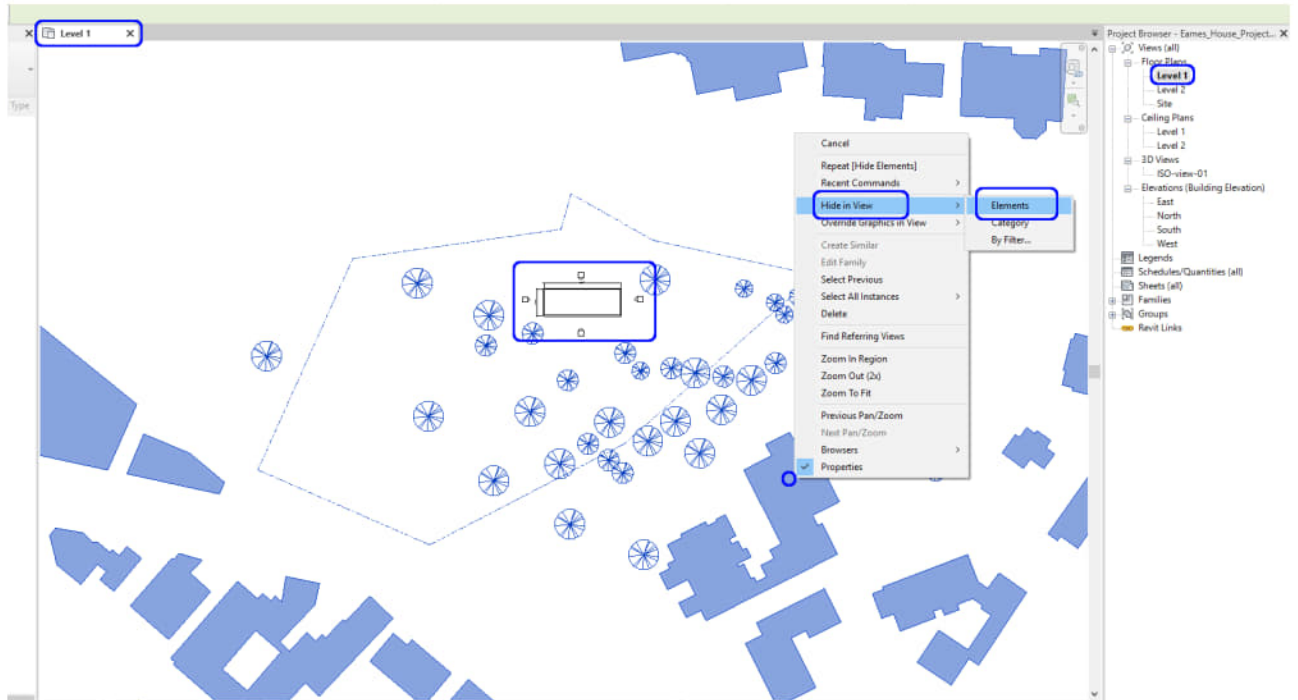 Level 1
Type
Cancel
Repeat [Hide Elements]
Recent Commands
Hide in View
Override Graphics in View
Create Similar
Edit Family
Select Previous
Select All Instances
Delete
Find Referring Views
Zoom In Region
Zoom Out (2x)
Zoom To Fit
Previous Pan/Zoom
Next Pan/Zoom
Browsers
Properties
Elements
Category
By Filter...
Project Browser - Eames_House_Project...
Views (all)
Floor Plans
Level 1
Level 2
Site
Ceiling Plans
Level 1
Level 2
3D Views
ISO-view-01
Elevations (Building Elevation)
East
North
South
West
Legends
Schedules/Quantities (all)
Sheets (all)
Families
Groups
Revit Links